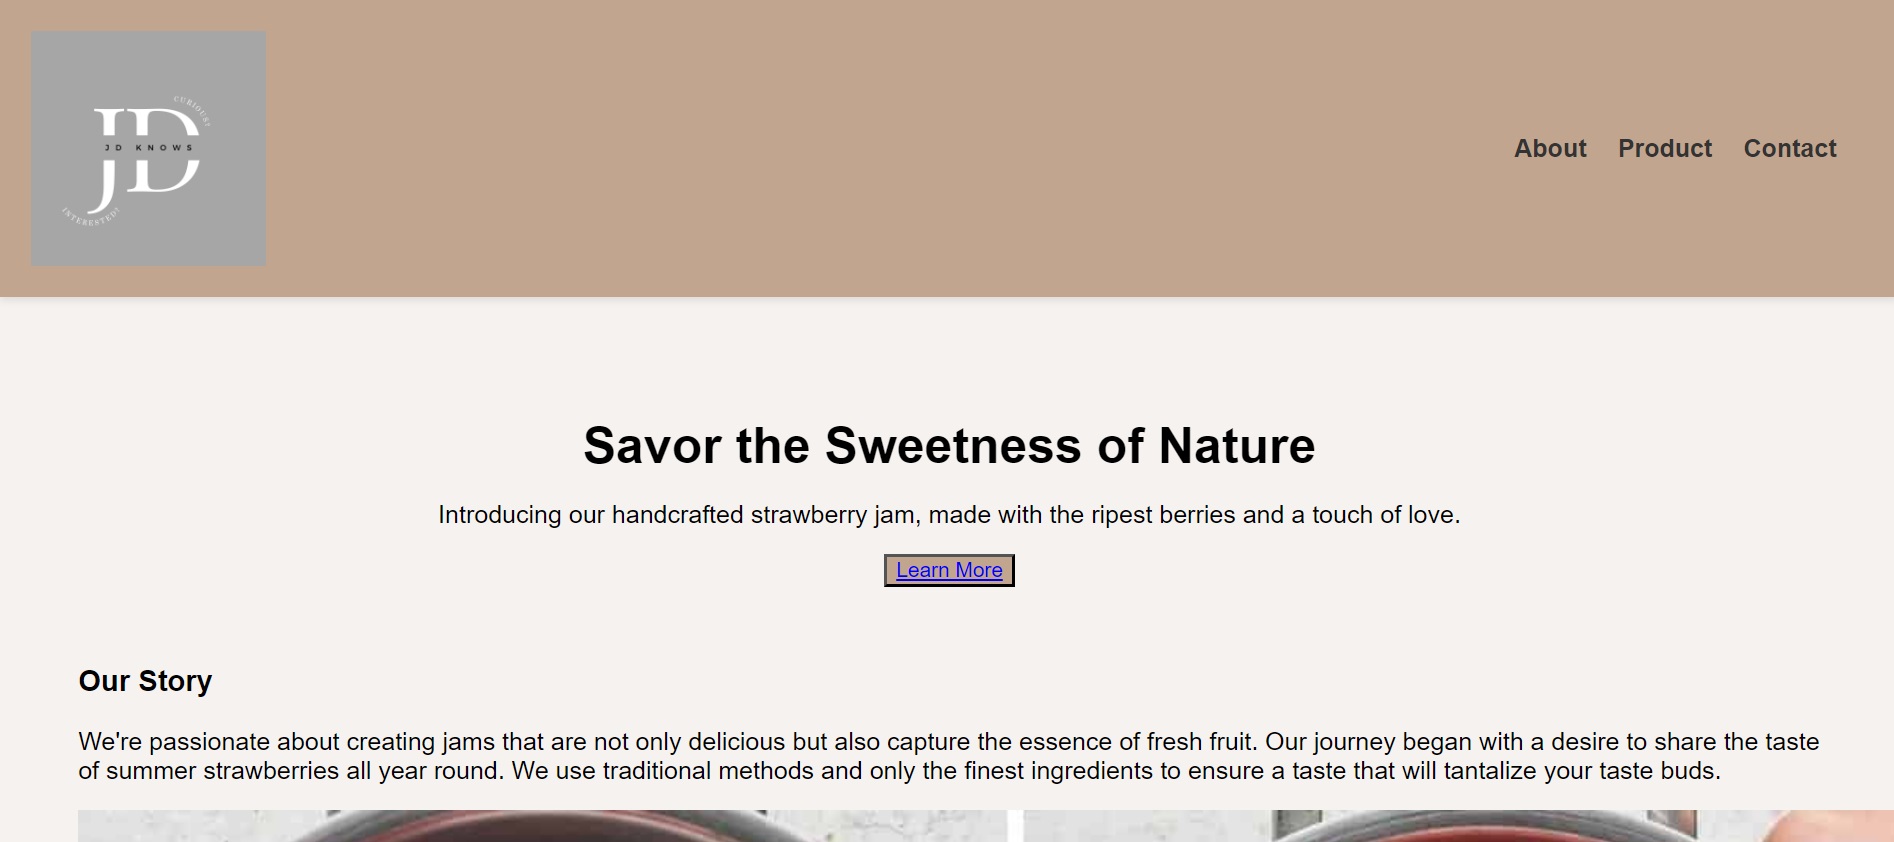 CURIOUS?
JD
JD KNOWS
INTERESTED?
About Product Contact
Savor the Sweetness of Nature
Introducing our handcrafted strawberry jam, made with the ripest berries and a touch of love.
Learn More
Our Story
We're passionate about creating jams that are not only delicious but also capture the essence of fresh fruit. Our journey began with a desire to share the taste
of summer strawberries all year round. We use traditional methods and only the finest ingredients to ensure a taste that will tantalize your taste buds.